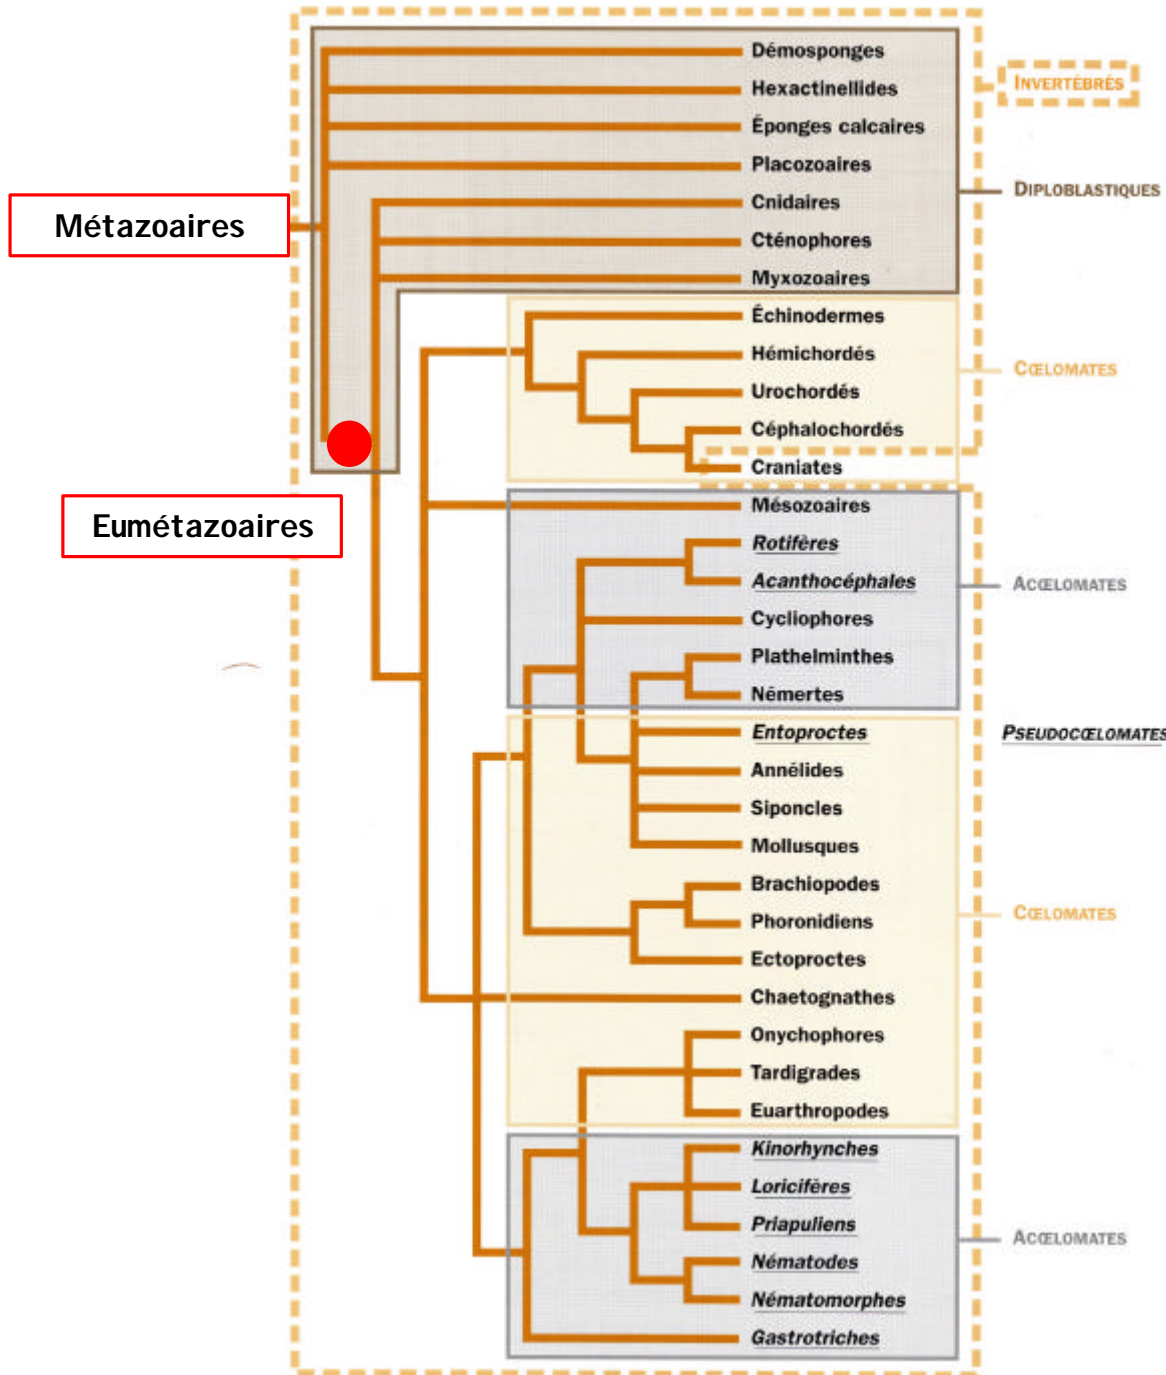 Démosponges
Hexactinellides
INVERTÉBRÉS
Éponges calcaires
Placozoaires
DIPLOBLASTIQUES
Cnidaires
Métazoaires
Cténophores
Myxozoaires
Échinodermes
Hémichordés
CŒLOMATES
Urochordés
Céphalochordés
Craniates
Mésozoaires
Eumétazoaires
Rotifères
Acanthocéphales
ACŒLOMATES
Cycliophores
Plathelminthes
Némertes
Entoproctes
PSEUDOCŒLOMATES
Annélides
Siponcles
Mollusques
Brachiopodes
CŒLOMATES
Phoronidiens
Ectoproctes
Chaetognathes
Onychophores
Tardigrades
Euarthropodes
Kinorhynches
Loricifères
Priapuliens
ACŒLOMATES
Nématodes
Nématomorphes
Gastrotriches